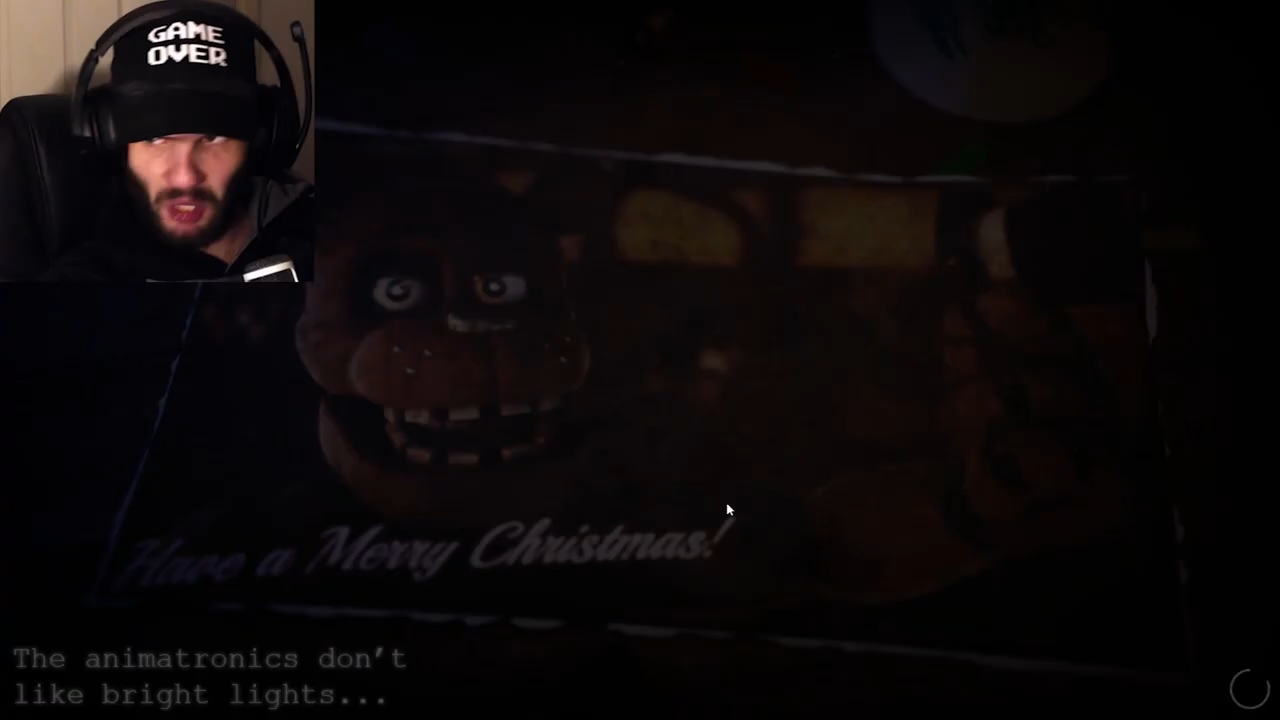 GAME
OVER
Have a Merry Christmas!
The animatronics don't
like bright lights...